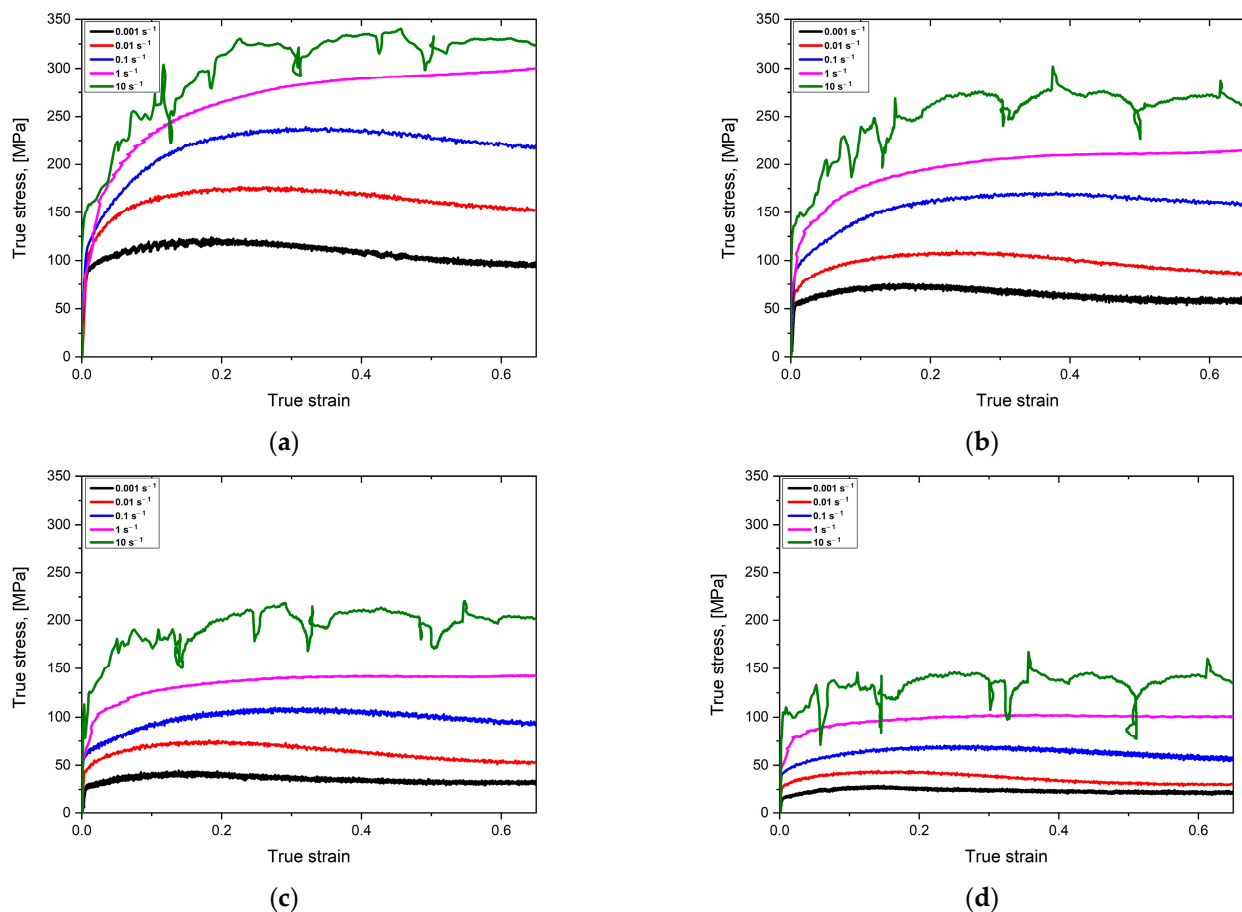 350
300
250
200
150
100
50
0
True stress, [MPa]
0.001 s⁻¹
0.01 s⁻¹
0.1 s⁻¹
1 s⁻¹
10 s⁻¹
0.0 0.2 0.4 0.6
True strain
(a)
350
300
250
200
150
100
50
0
True stress, [MPa]
0.001 s⁻¹
0.01 s⁻¹
0.1 s⁻¹
1 s⁻¹
10 s⁻¹
0.0 0.2 0.4 0.6
True strain
(b)
350
300
250
200
150
100
50
0
True stress, [MPa]
0.001 s⁻¹
0.01 s⁻¹
0.1 s⁻¹
1 s⁻¹
10 s⁻¹
0.0 0.2 0.4 0.6
True strain
(c)
350
300
250
200
150
100
50
0
True stress, [MPa]
0.001 s⁻¹
0.01 s⁻¹
0.1 s⁻¹
1 s⁻¹
10 s⁻¹
0.0 0.2 0.4 0.6
True strain
(d)